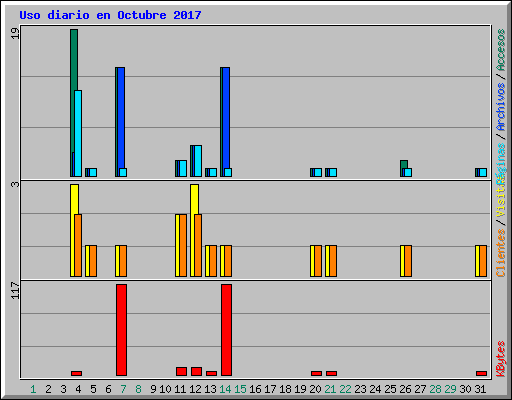 Uso diario en Octubre 2017
19
3
117
Clientes / Visitas
Páginas / Archivos / Accesos
KBytes
1 2 3 4 5 6 7 8 9 10 11 12 13 14 15 16 17 18 19 20 21 22 23 24 25 26 27 28 29 30 31